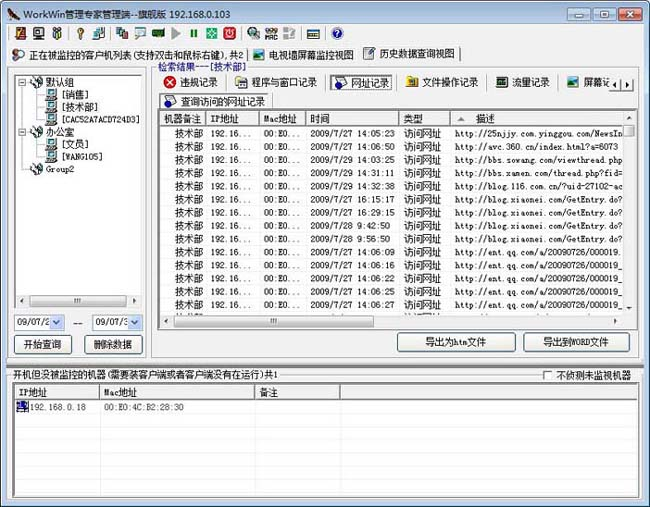 WorkWin管理专家管理端--旗舰版 192.168.0.103
正在被监控的客户机列表(支持双击和鼠标右键),共2 电视墙屏幕监控视图 历史数据查询视图
默认组
[销售]
[技术部]
[CAC52A7ACD724D3]
办公室
[文员]
[WANG105]
Group2
09/07/2 -- 09/07/3
开始查询 删除数据
检索结果---[技术部]
违规记录 程序与窗口记录 网址记录 文件操作记录 流量记录 屏幕记
查询访问的网址记录
机器备注 IP地址 Mac地址 时间 类型 描述
技术部 192.16... 00:E0... 2009/7/27 14:05:23 访问网址 http://25njjy.com.yinggou.com/NewsIn
技术部 192.16... 00:E0... 2009/7/27 14:06:50 访问网址 http://avc.360.cn/index.html?a=6073
技术部 192.16... 00:E0... 2009/7/29 14:03:25 访问网址 http://bbs.sowang.com/viewthread.php
技术部 192.16... 00:E0... 2009/7/29 14:31:11 访问网址 http://bbs.xamen.com/thread.php?fid=
技术部 192.16... 00:E0... 2009/7/29 14:32:38 访问网址 http://blog.116.com.cn/?uid-27102-ac
技术部 192.16... 00:E0... 2009/7/27 16:15:17 访问网址 http://blog.xiaonei.com/GetEntry.do?
技术部 192.16... 00:E0... 2009/7/27 16:29:15 访问网址 http://blog.xiaonei.com/GetEntry.do?
技术部 192.16... 00:E0... 2009/7/28 9:42:50 访问网址 http://blog.xiaonei.com/GetEntry.do?
技术部 192.16... 00:E0... 2009/7/28 9:56:50 访问网址 http://blog.xiaonei.com/GetEntry.do?
技术部 192.16... 00:E0... 2009/7/27 14:06:09 访问网址 http://ent.qq.com/a/20090726/000019_
技术部 192.16... 00:E0... 2009/7/27 14:06:16 访问网址 http://ent.qq.com/a/20090726/000019_
技术部 192.16... 00:E0... 2009/7/27 14:06:22 访问网址 http://ent.qq.com/a/20090726/000019_
技术部 192.16... 00:E0... 2009/7/27 14:06:25 访问网址 http://ent.qq.com/a/20090726/000019_
技术部 192.16... 00:E0... 2009/7/27 14:06:27 访问网址 http://ent.qq.com/a/20090726/000019_
导出为htm文件 导出到WORD文件
开机但没被监控的机器(需要装客户端或者客户端没有在运行)共1 不侦测未监视机器
IP地址 Mac地址 备注
192.168.0.18 00:E0:4C:B2:28:30